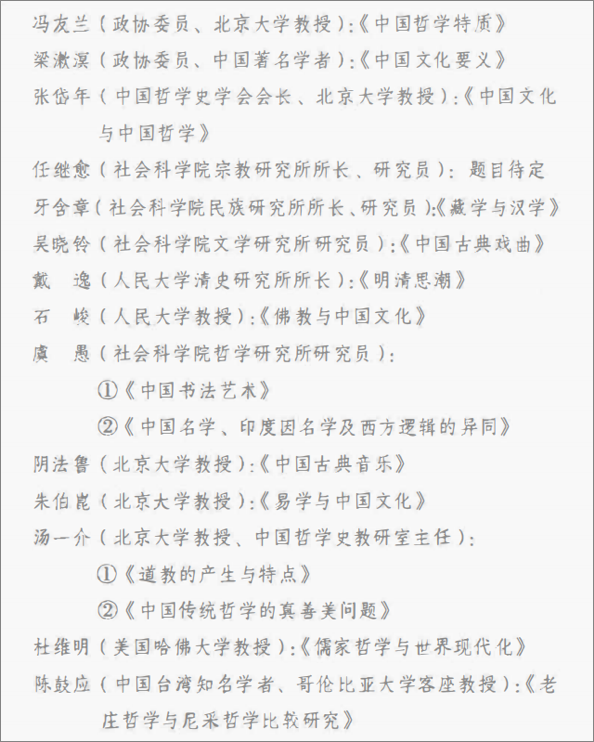 冯友兰(政协委员、北京大学教授):《中国哲学特质》
梁漱溟(政协委员、中国著名学者):《中国文化要义》
张岱年(中国哲学史学会会长、北京大学教授):《中国文化
与中国哲学》
任继愈(社会科学院宗教研究所所长、研究员):题目待定
牙含章(社会科学院民族研究所所长、研究员):《藏学与汉学》
吴晓铃(社会科学院文学研究所研究员):《中国古典戏曲》
戴 逸(人民大学清史研究所所长):《明清思潮》
石 峻(人民大学教授):《佛教与中国文化》
虞 愚(社会科学院哲学研究所研究员):
①《中国书法艺术》
②《中国名学、印度因名学及西方逻辑的异同》
阴法鲁(北京大学教授):《中国古典音乐》
朱伯崑(北京大学教授):《易学与中国文化》
汤一介(北京大学教授、中国哲学史教研室主任):
①《道教的产生与特点》
②《中国传统哲学的真善美问题》
杜维明(美国哈佛大学教授):《儒家哲学与世界现代化》
陈鼓应(中国台湾知名学者、哥伦比亚大学客座教授):《老
庄哲学与尼采哲学比较研究》